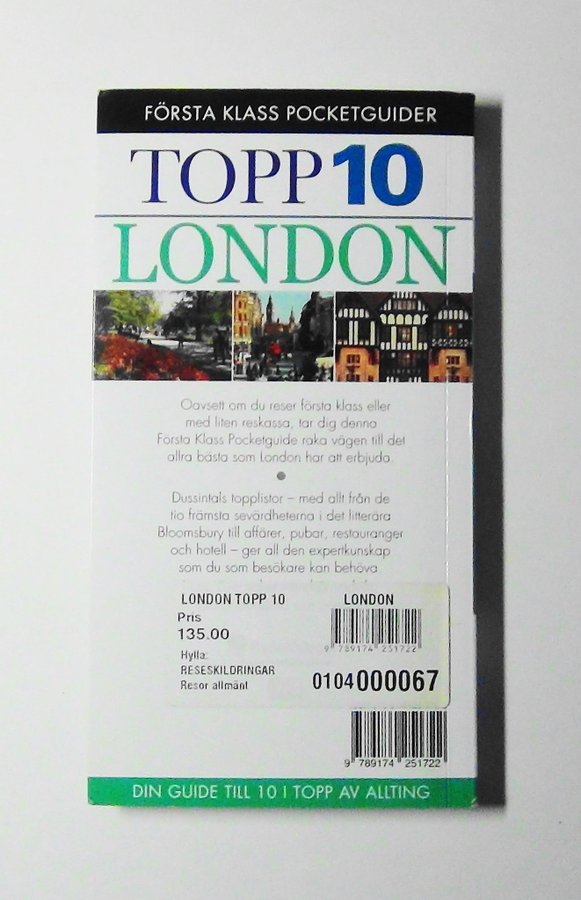 FÖRSTA KLASS POCKETGUIDER
TOPP 10
LONDON
Oavsett om du reser första klass eller
med liten reskassa, tar dig denna
Första Klass Pocketguide raka vägen till det
allra bästa som London har att erbjuda.
Dussintals topplistor – med allt från de
tio främsta sevärdheterna i det litterära
Bloomsbury till affärer, pubar, restauranger
och hotell – ger all den expertkunskap
som du som besökare kan behöva
LONDON TOPP 10
LONDON
Pris
135.00
9 789174 251722
Hylla:
RESESKILDRINGAR
Resor allmänt
0104000067
9 789174 251722
DIN GUIDE TILL 10 I TOPP AV ALLTING